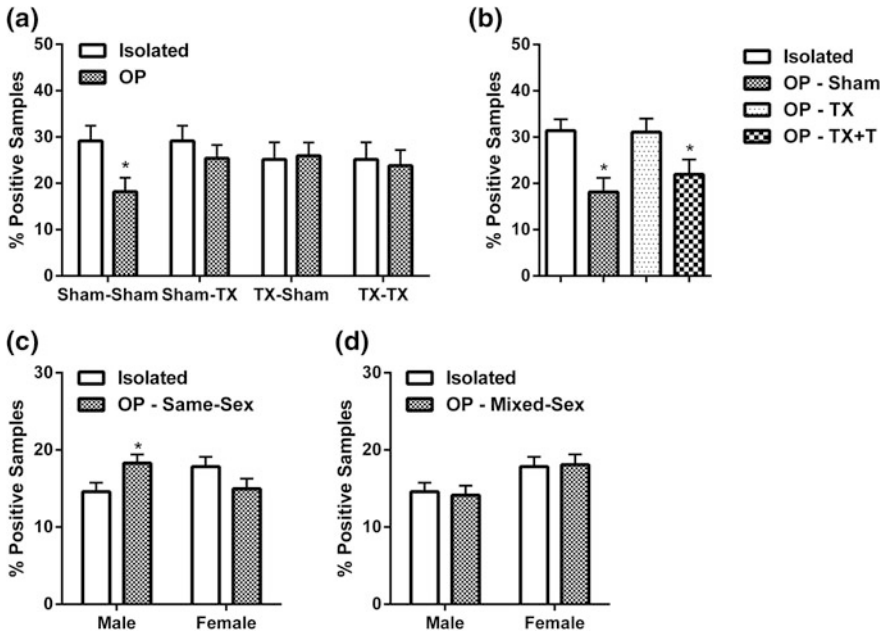 (a)
50
40
30
20
10
0
% Positive Samples
Isolated
OP
*
Sham-Sham Sham-TX TX-Sham TX-TX
(b)
50
40
30
20
10
0
% Positive Samples
* *
Isolated
OP - Sham
OP - TX
OP - TX+T
(c)
30
20
10
0
% Positive Samples
Isolated
OP - Same-Sex
*
Male Female
(d)
30
20
10
0
% Positive Samples
Isolated
OP - Mixed-Sex
Male Female